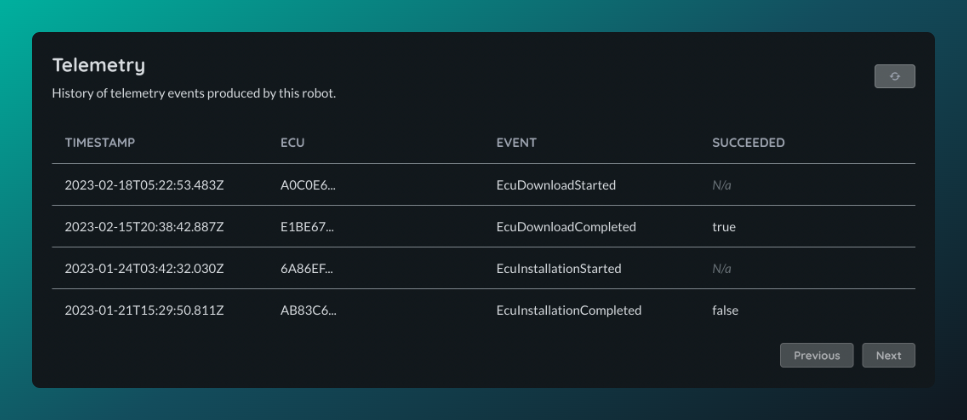 Telemetry
History of telemetry events produced by this robot.
TIMESTAMP ECU EVENT SUCCEEDED
2023-02-18T05:22:53.483Z A0C0E6... EcuDownloadStarted N/a
2023-02-15T20:38:42.887Z E1BE67... EcuDownloadCompleted true
2023-01-24T03:42:32.030Z 6A86EF... EcuInstallationStarted N/a
2023-01-21T15:29:50.811Z AB83C6... EcuInstallationCompleted false
Previous Next